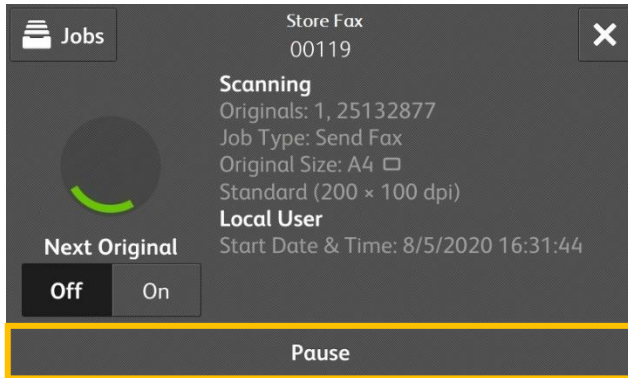 Jobs
Store Fax
00119
Scanning
Originals: 1, 25132877
Job Type: Send Fax
Original Size: A4
Standard (200 × 100 dpi)
Local User
Start Date & Time: 8/5/2020 16:31:44
Next Original
Off On
Pause